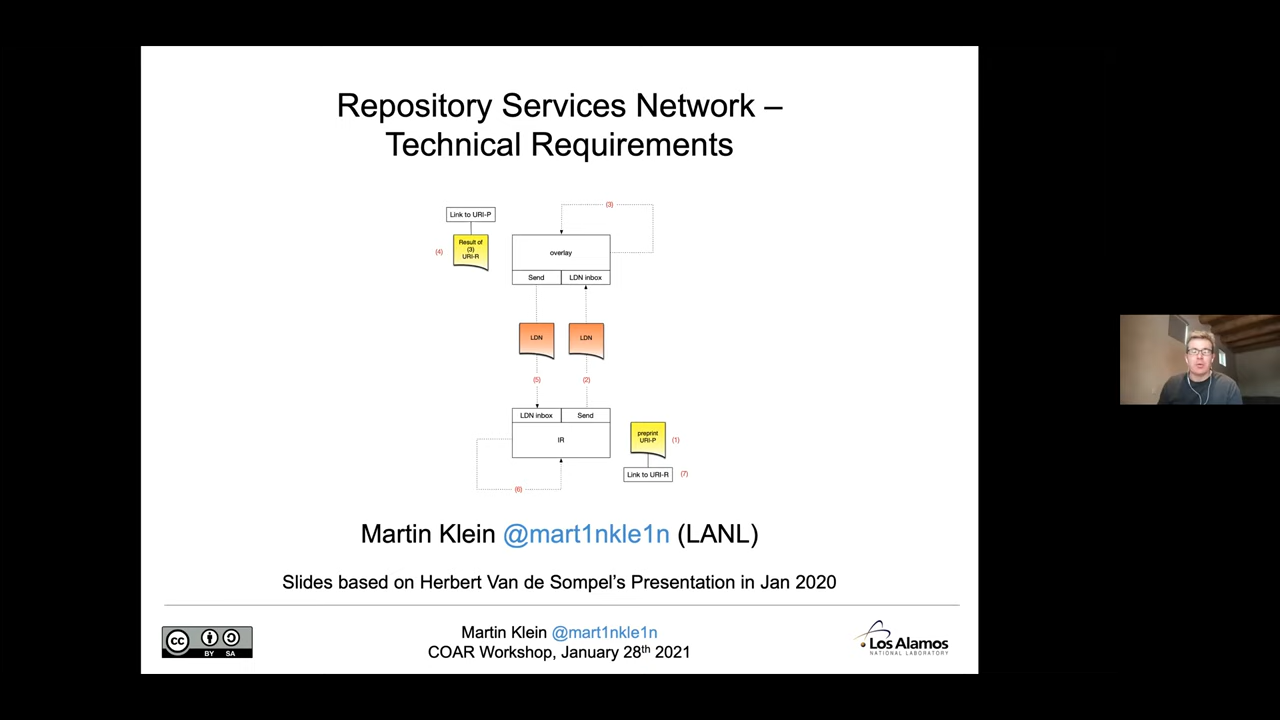 Repository Services Network –
Technical Requirements
(3)
Link to URI-P
Result of
(3)
URI-R
(4)
overlay
Send
LDN inbox
LDN
LDN
(5)
(2)
LDN inbox
Send
IR
preprint
URI-P
(1)
Link to URI-R
(7)
(6)
Martin Klein @mart1nkle1n (LANL)
Slides based on Herbert Van de Sompel's Presentation in Jan 2020
Martin Klein @mart1nkle1n
COAR Workshop, January 28th 2021
CC
BY SA
Los Alamos
NATIONAL LABORATORY